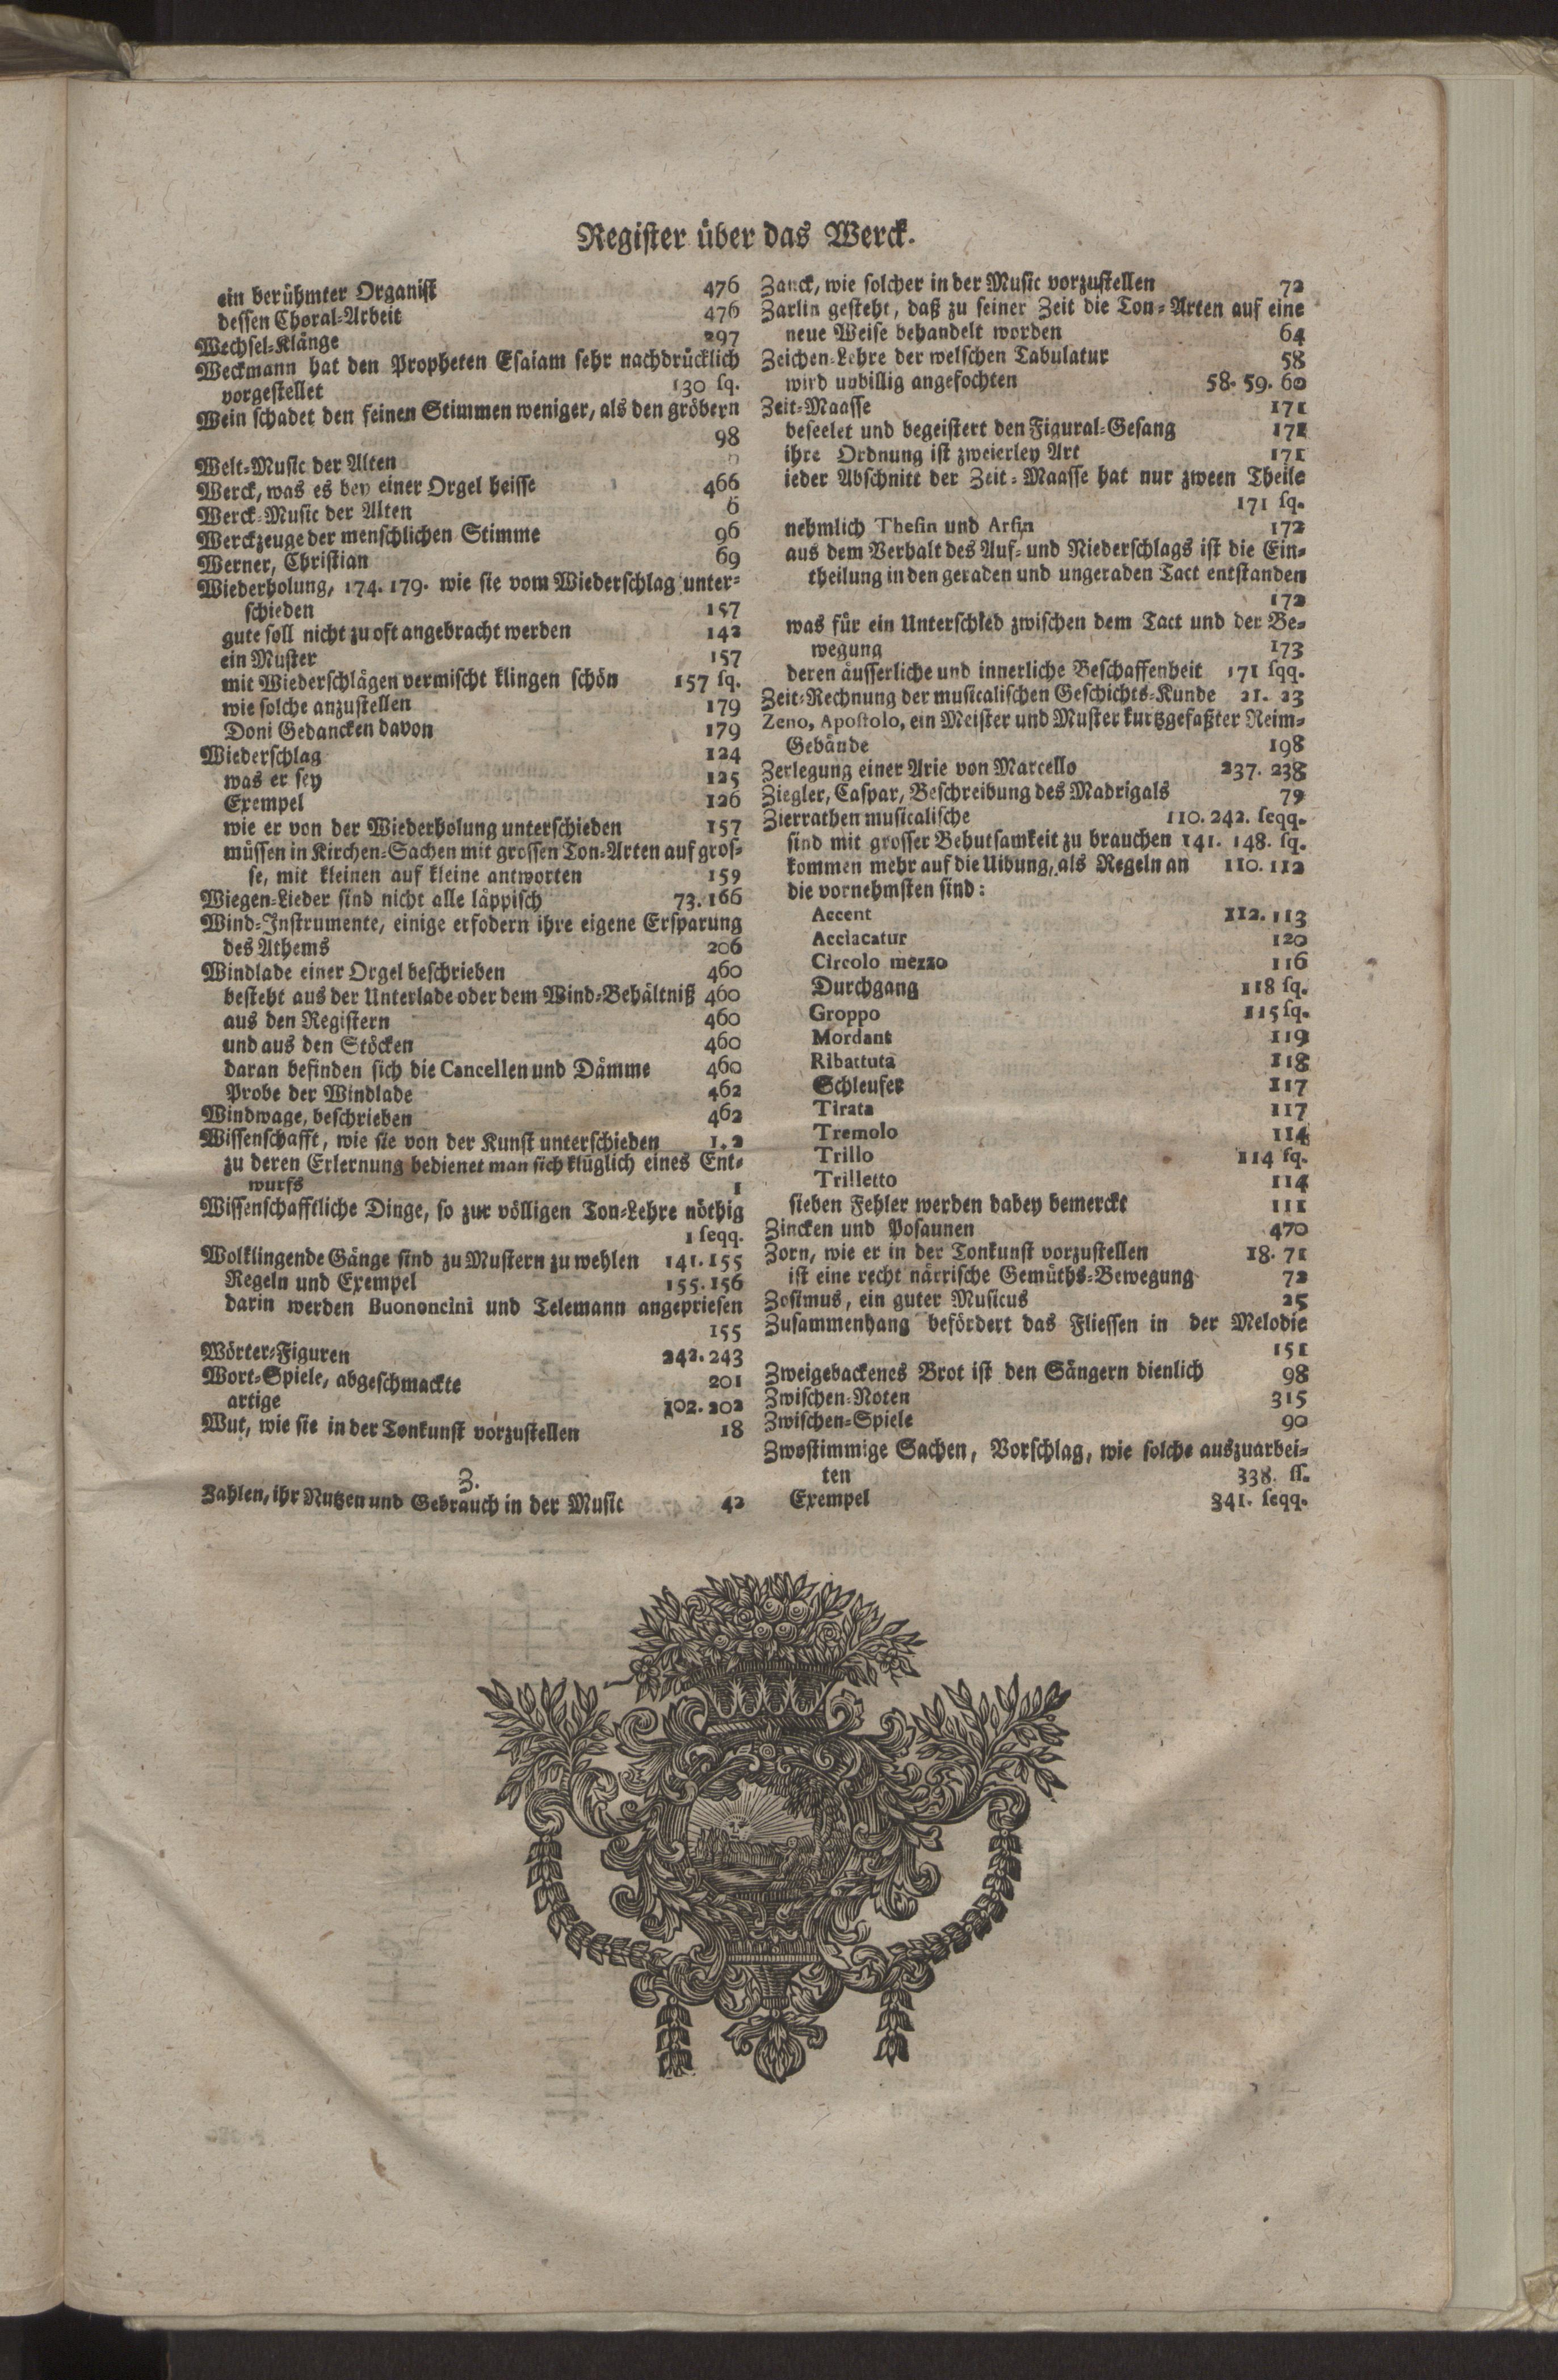 Register über das Werck.
ein berühmter Organist 476
dessen Choral-Arbeit 476
Wechsel-Klänge 297
Weckmann hat den Propheten Esaiam sehr nachdrücklich
vorgestellet 130 sq.
Wein schadet den feinen Stimmen weniger, als den gröbern
98
Welt-Music der Alten 6
Werck, was es bey einer Orgel heisse 466
Werck-Music der Alten 6
Werckzeuge der menschlichen Stimme 96
Werner, Christian 69
Wiederholung, 174. 179. wie sie vom Wiederschlag unter-
schieden 157
gute soll nicht zu oft angebracht werden 142
ein Muster 157
mit Wiederschlägen vermischt klingen schön 157 sq.
wie solche anzustellen 179
Doni Gedancken davon 179
Wiederschlag 124
was er sey 125
Exempel 126
wie er von der Wiederholung unterschieden 157
müssen in Kirchen-Sachen mit grossen Ton-Arten auf gros-
se, mit kleinen auf kleine antworten 159
Wiegen-Lieder sind nicht alle läppisch 73. 166
Wind-Instrumente, einige erfodern ihre eigene Ersparung
des Athems 206
Windlade einer Orgel beschrieben 460
besteht aus der Unterlade oder dem Wind-Behältniß 460
aus den Registern 460
und aus den Stöcken 460
daran befinden sich die Cancellen und Dämme 460
Probe der Windlade 462
Windwage, beschrieben 462
Wissenschafft, wie sie von der Kunst unterschieden 1. 2
zu deren Erlernung bedienet man sich klüglich eines Ent-
wurfs 1
Wissenschafftliche Dinge, so zur völligen Ton-Lehre nöthig
1 seqq.
Wolklingende Gänge sind zu Mustern zu wehlen 141. 155
Regeln und Exempel 155. 156
darin werden Buononcini und Telemann angepriesen
155
Wörter-Figuren 242. 243
Wort-Spiele, abgeschmackte 201
artige 102. 202
Wut, wie sie in der Tonkunst vorzustellen 18
Z.
Zahlen, ihr Nutzen und Gebrauch in der Music 42
Zanck, wie solcher in der Music vorzustellen 72
Zarlin gesteht, daß zu seiner Zeit die Ton-Arten auf eine
neue Weise behandelt worden 64
Zeichen-Lehre der welschen Tabulatur 58
wird unbillig angefochten 58. 59. 60
Zeit-Maasse 171
beseelet und begeistert den Figural-Gesang 171
ihre Ordnung ist zweierley Art 171
ieder Abschnitt der Zeit-Maasse hat nur zween Theile
171 sq.
nehmlich Thesin und Arsin 172
aus dem Verhalt des Auf- und Niederschlags ist die Ein-
theilung in den geraden und ungeraden Tact entstanden
172
was für ein Unterschied zwischen dem Tact und der Be-
wegung 173
deren äusserliche und innerliche Beschaffenheit 171 sqq.
Zeit-Rechnung der musicalischen Geschichts-Kunde 21. 23
Zeno, Apostolo, ein Meister und Muster kurtzgefaßter Reim-
Gebände 198
Zerlegung einer Arie von Marcello 237. 238
Ziegler, Caspar, Beschreibung des Madrigals 79
Zierrathen musicalische 110. 242. seqq.
sind mit grosser Behutsamkeit zu brauchen 141. 148. sq.
kommen mehr auf die Uibung, als Regeln an 110. 112
die vornehmsten sind:
Accent 112. 113
Acciacatur 120
Circolo mezzo 116
Durchgang 118 sq.
Groppo 115 sq.
Mordant 119
Ribattuta 118
Schleufer 117
Tirata 117
Tremolo 114
Trillo 114 sq.
Trilletto 114
sieben Fehler werden dabey bemerckt 111
Zincken und Posaunen 470
Zorn, wie er in der Tonkunst vorzustellen 18. 71
ist eine recht närrische Gemüths-Bewegung 72
Zosimus, ein guter Musicus 25
Zusammenhang befördert das Fliessen in der Melodie
151
Zweigebackenes Brot ist den Sängern dienlich 98
Zwischen-Noten 315
Zwischen-Spiele 90
Zwostimmige Sachen, Vorschlag, wie solche auszuarbei-
ten 338. ss.
Exempel 341. seqq.